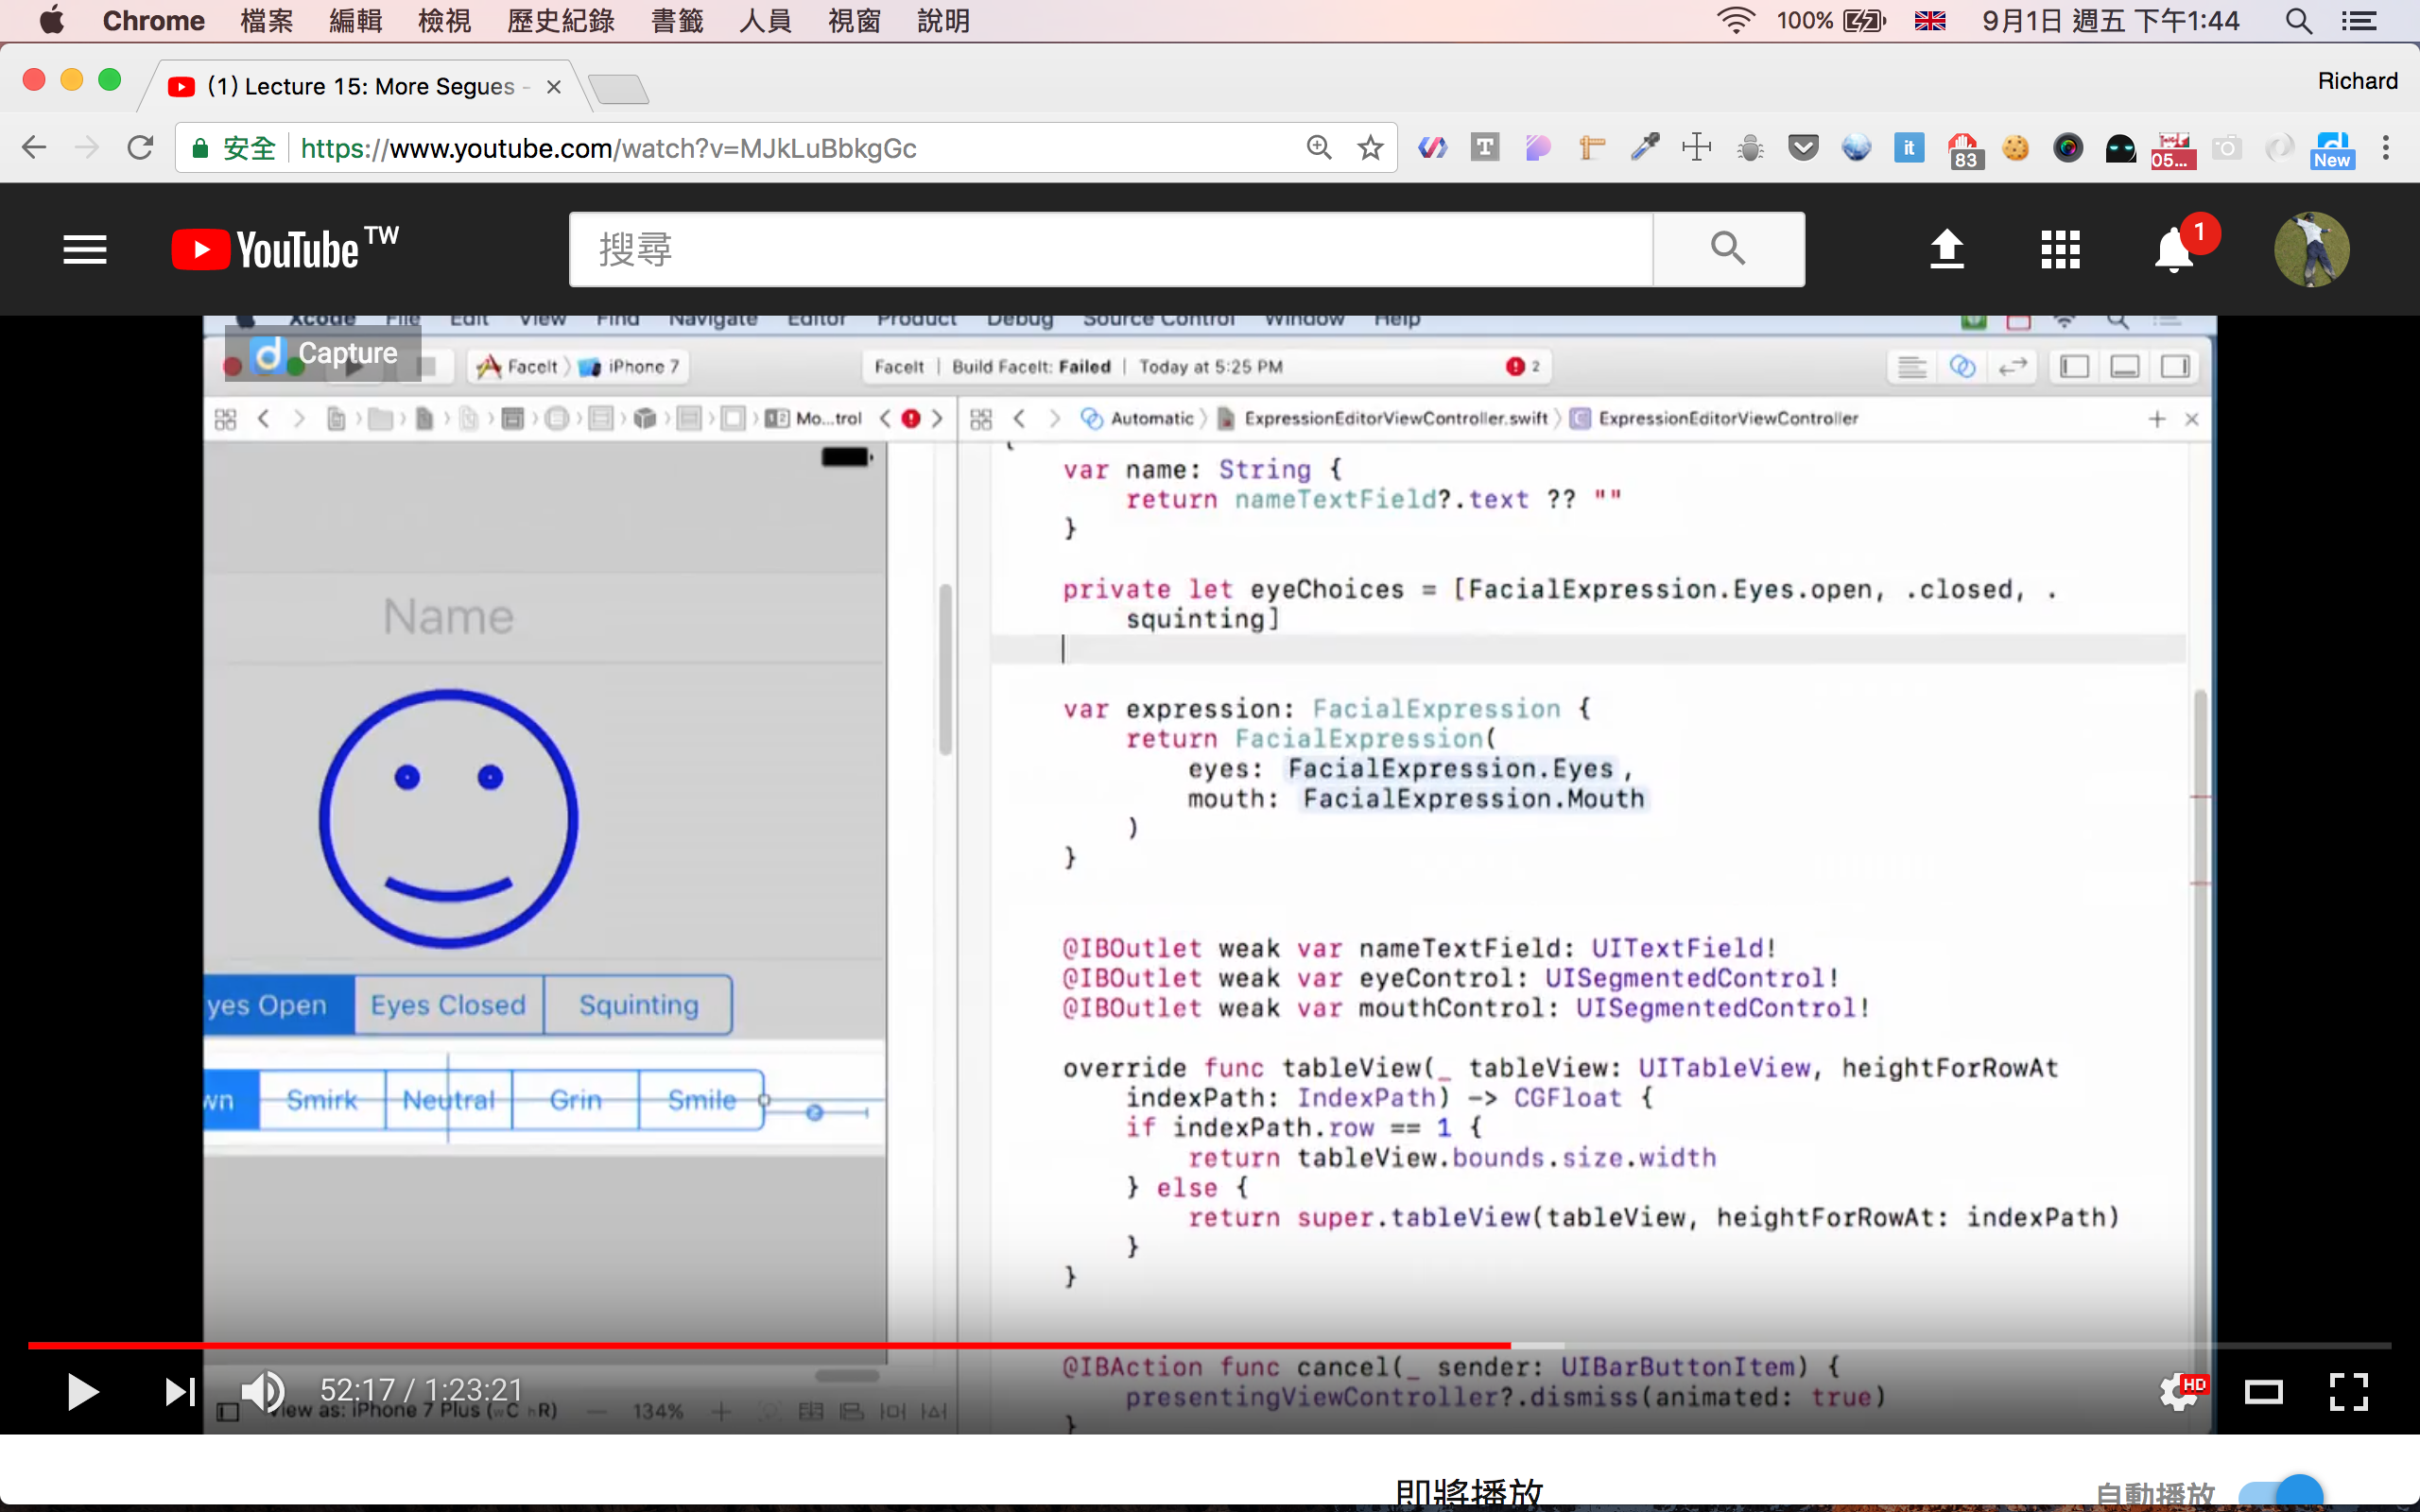 Chrome 檔案 編輯 檢視 歷史紀錄 書籤 人員 視窗 說明 100% 9月1日 週五 下午1:44
(1) Lecture 15: More Segues - Richard
安全 https://www.youtube.com/watch?v=MJkLuBbkgGc T it 83 05... New
YouTube TW 搜尋 1
Xcode File Edit View Find Navigate Editor Product Debug Source Control Window Help
Capture FaceIt iPhone 7 FaceIt | Build FaceIt: Failed | Today at 5:25 PM 2
Mo...trol Automatic ExpressionEditorViewController.swift ExpressionEditorViewController
{
var name: String {
return nameTextField?.text ?? ""
}
private let eyeChoices = [FacialExpression.Eyes.open, .closed, .
squinting]
var expression: FacialExpression {
return FacialExpression(
eyes: FacialExpression.Eyes,
mouth: FacialExpression.Mouth
)
}
@IBOutlet weak var nameTextField: UITextField!
@IBOutlet weak var eyeControl: UISegmentedControl!
@IBOutlet weak var mouthControl: UISegmentedControl!
override func tableView(_ tableView: UITableView, heightForRowAt
indexPath: IndexPath) -> CGFloat {
if indexPath.row == 1 {
return tableView.bounds.size.width
} else {
return super.tableView(tableView, heightForRowAt: indexPath)
}
}
@IBAction func cancel(_ sender: UIBarButtonItem) {
presentingViewController?.dismiss(animated: true)
}
Name
yes Open Eyes Closed Squinting
wn Smirk Neutral Grin Smile
52:17 / 1:23:21 HD
View as: iPhone 7 Plus (wC hR) 134%
即將播放 自動播放